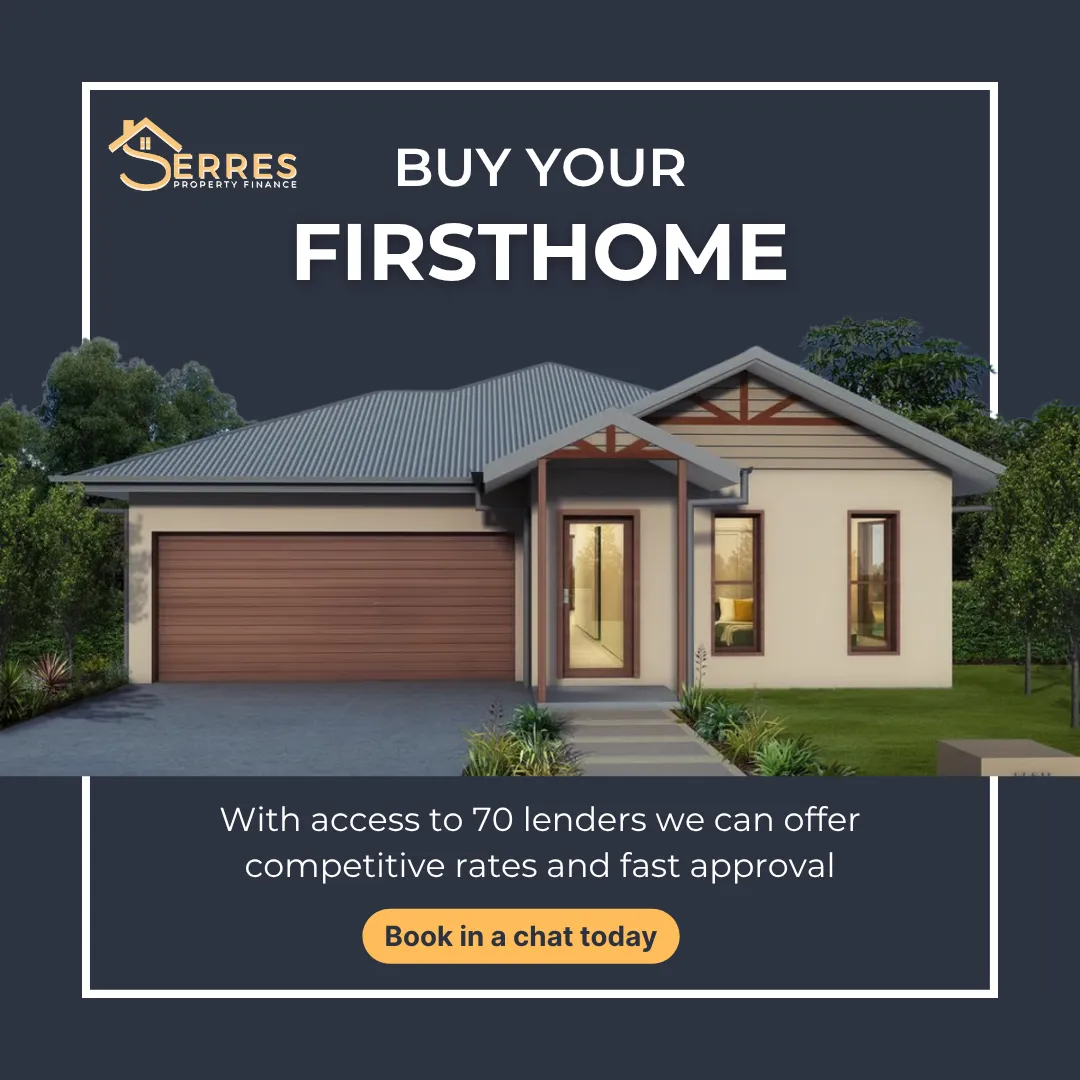 SERRES
PROPERTY FINANCE
BUY YOUR
FIRSTHOME
With access to 70 lenders we can offer
competitive rates and fast approval
Book in a chat today